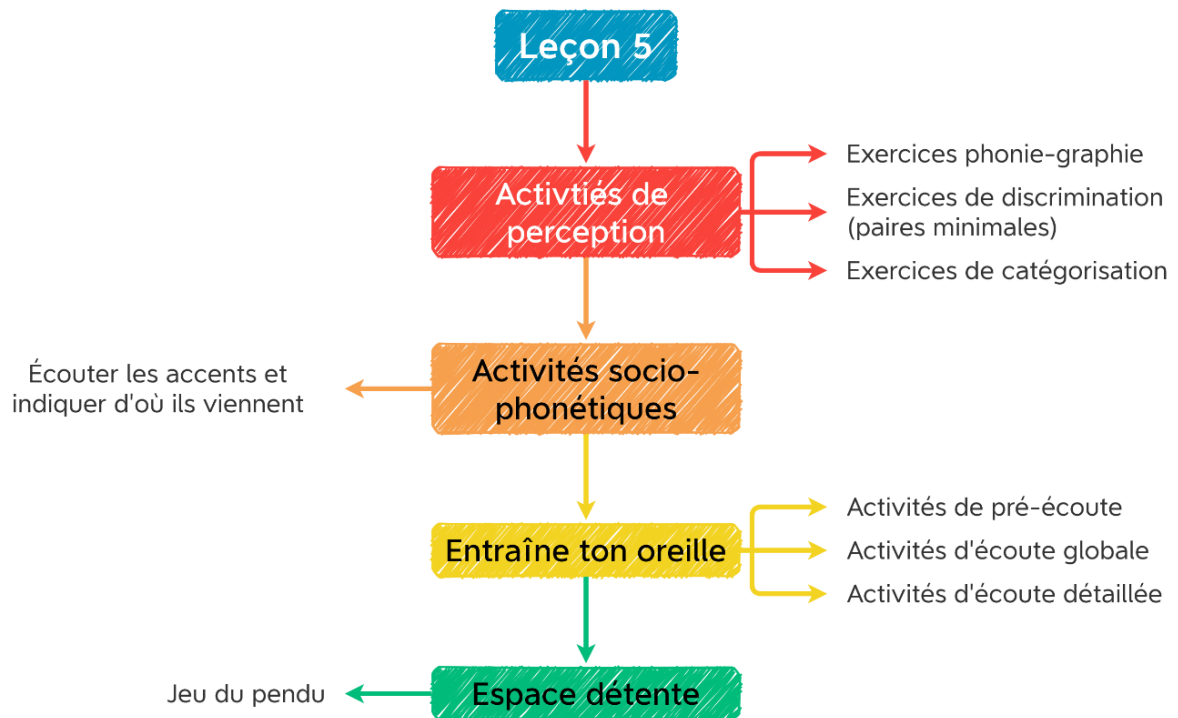 Leçon 5
Activtiés de
perception
Exercices phonie-graphie
Exercices de discrimination
(paires minimales)
Exercices de catégorisation
Activités socio-
phonétiques
Écouter les accents et
indiquer d'où ils viennent
Entraîne ton oreille
Activités de pré-écoute
Activités d'écoute globale
Activités d'écoute détaillée
Espace détente
Jeu du pendu